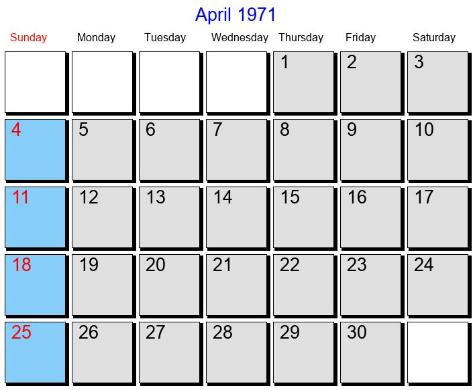 April 1971
Sunday Monday Tuesday Wednesday Thursday Friday Saturday
1 2 3
4 5 6 7 8 9 10
11 12 13 14 15 16 17
18 19 20 21 22 23 24
25 26 27 28 29 30